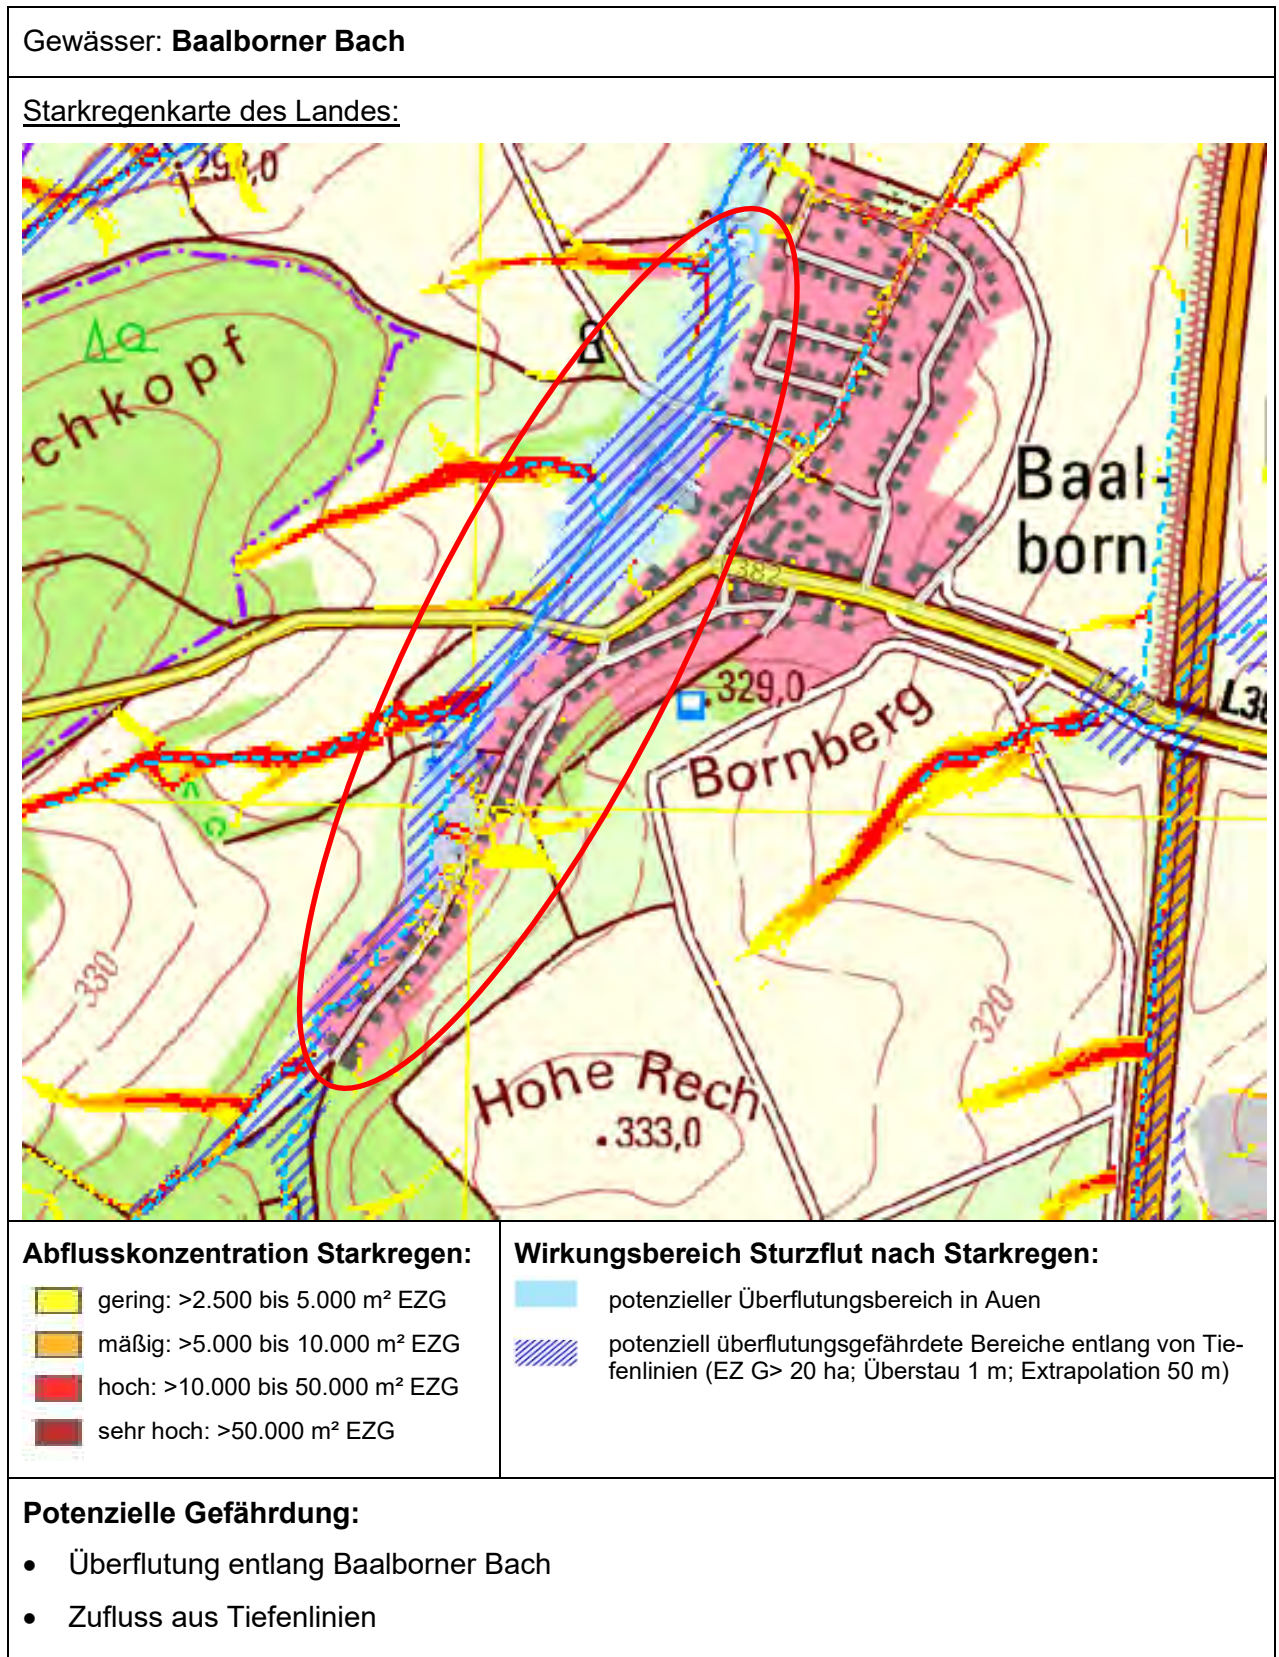 Gewässer: Baalborner Bach
Starkregenkarte des Landes:
chkopf
330
Baal-
born
329,0
Bornberg
L382
320
Hohe Rech
333,0
Abflusskonzentration Starkregen:
gering: >2.500 bis 5.000 m² EZG
mäßig: >5.000 bis 10.000 m² EZG
hoch: >10.000 bis 50.000 m² EZG
sehr hoch: >50.000 m² EZG
Wirkungsbereich Sturzflut nach Starkregen:
potenzieller Überflutungsbereich in Auen
potenziell überflutungsgefährdete Bereiche entlang von Tie-
fenlinien (EZ G> 20 ha; Überstau 1 m; Extrapolation 50 m)
Potenzielle Gefährdung:
• Überflutung entlang Baalborner Bach
• Zufluss aus Tiefenlinien